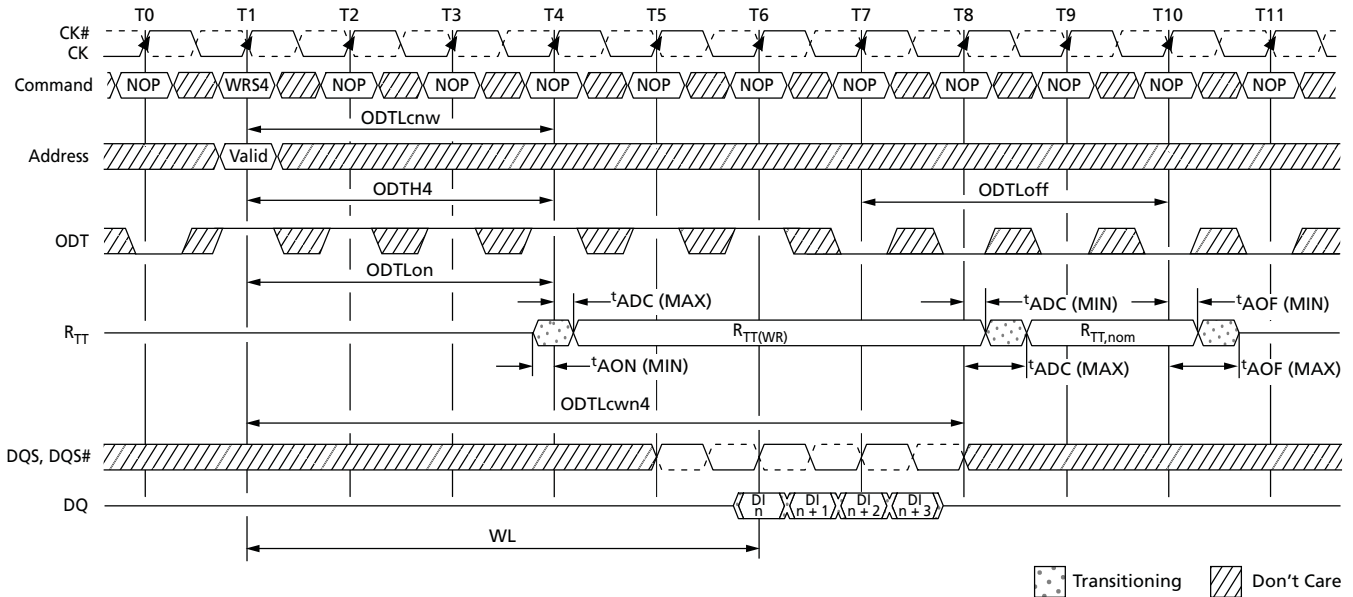 T0 T1 T2 T3 T4 T5 T6 T7 T8 T9 T10 T11
CK#
CK
Command NOP WRS4 NOP NOP NOP NOP NOP NOP NOP NOP NOP NOP
ODTLcnw
Address Valid
ODTH4 ODTLoff
ODT
ODTLon
tADC (MAX) tADC (MIN) tAOF (MIN)
RTT RTT(WR) RTT,nom
tAON (MIN) tADC (MAX) tAOF (MAX)
ODTLcwn4
DQS, DQS#
DQ DI n DI n + 1 DI n + 2 DI n + 3
WL
Transitioning Don't Care